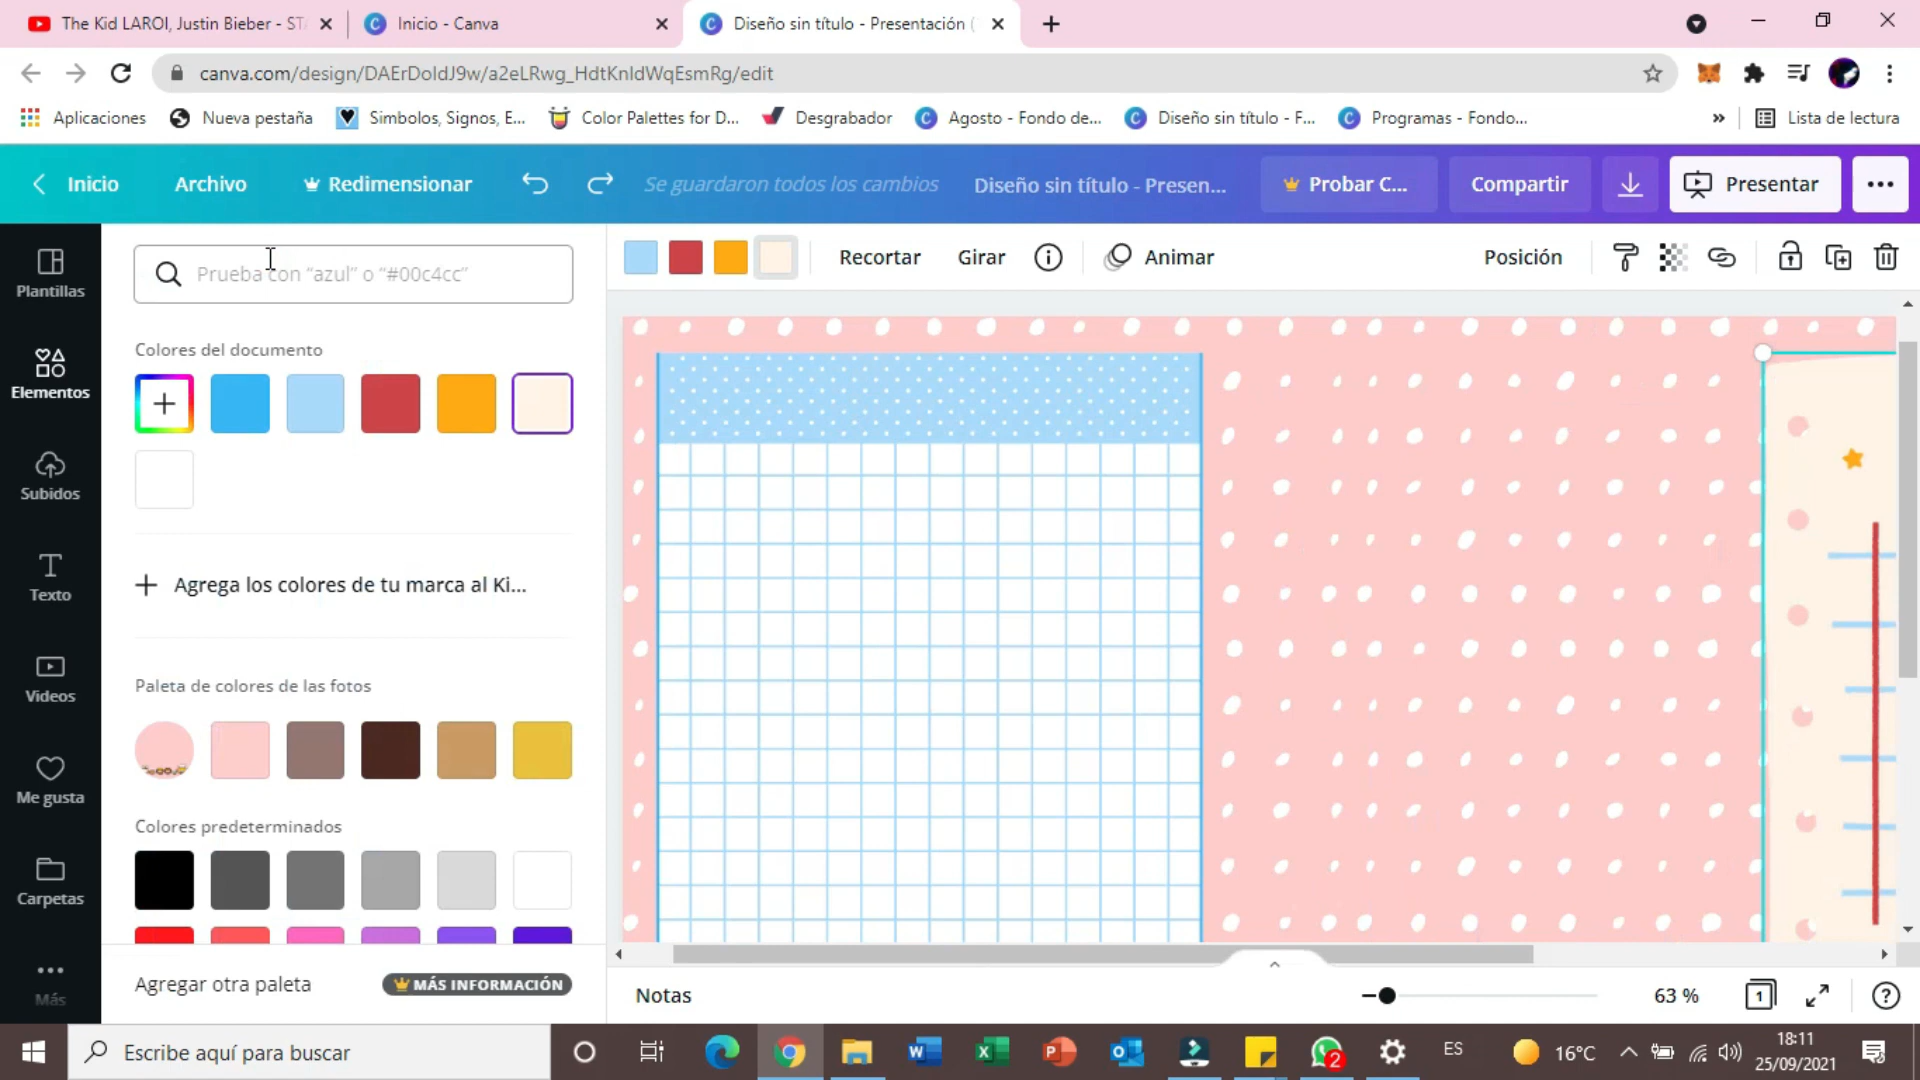 The Kid LAROI, Justin Bieber - ST
Inicio - Canva
Diseño sin título - Presentación (
canva.com/design/DAErDoIdJ9w/a2eLRwg_HdtKnIdWqEsmRg/edit
Aplicaciones
Nueva pestaña
Simbolos, Signos, E...
Color Palettes for D...
Desgrabador
Agosto - Fondo de...
Diseño sin título - F...
Programas - Fondo...
»
Lista de lectura
Inicio
Archivo
Redimensionar
Se guardaron todos los cambios
Diseño sin título - Presen...
Probar C...
Compartir
Presentar
Plantillas
Elementos
Subidos
Texto
Videos
Me gusta
Carpetas
Más
Prueba con “azul” o “#00c4cc”
Colores del documento
Agrega los colores de tu marca al Ki...
Paleta de colores de las fotos
Colores predeterminados
Agregar otra paleta
MÁS INFORMACIÓN
Recortar
Girar
Animar
Posición
Notas
63 %
1
Escribe aquí para buscar
2
ES
16°C
18:11
25/09/2021